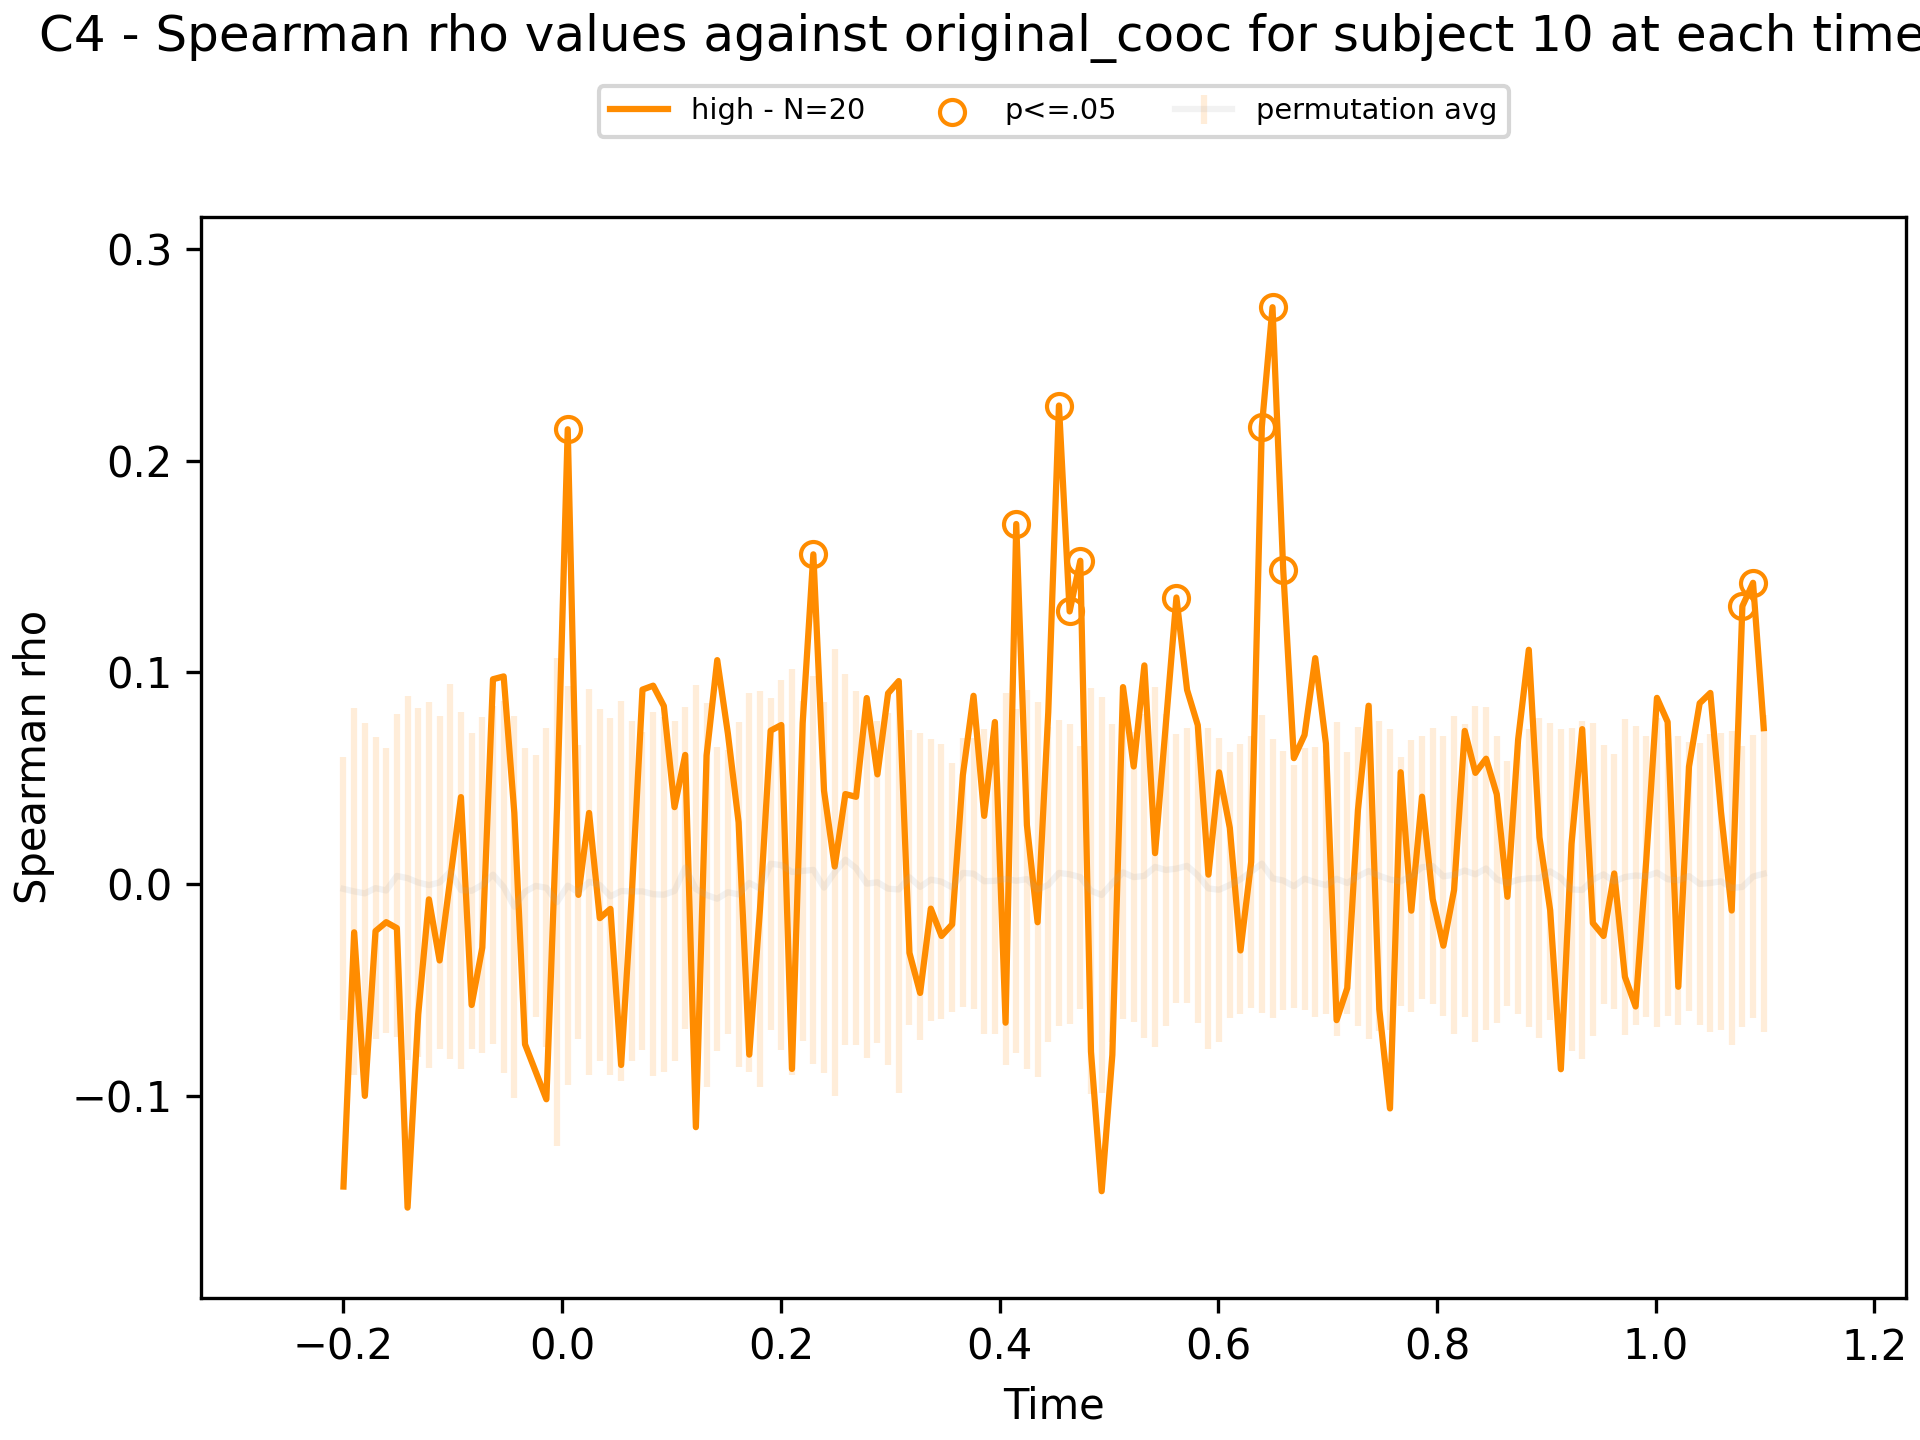 C4 - Spearman rho values against original_cooc for subject 10 at each time
high - N=20 p<=.05 permutation avg
0.3
0.2
0.1
0.0
−0.1
Spearman rho
−0.2 0.0 0.2 0.4 0.6 0.8 1.0 1.2
Time